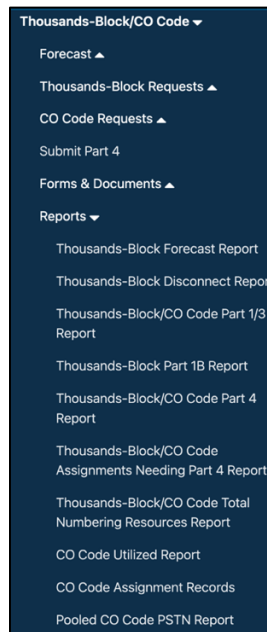 Thousands-Block/CO Code
Forecast
Thousands-Block Requests
CO Code Requests
Submit Part 4
Forms & Documents
Reports
Thousands-Block Forecast Report
Thousands-Block Disconnect Repor
Thousands-Block/CO Code Part 1/3
Report
Thousands-Block Part 1B Report
Thousands-Block/CO Code Part 4
Report
Thousands-Block/CO Code
Assignments Needing Part 4 Report
Thousands-Block/CO Code Total
Numbering Resources Report
CO Code Utilized Report
CO Code Assignment Records
Pooled CO Code PSTN Report